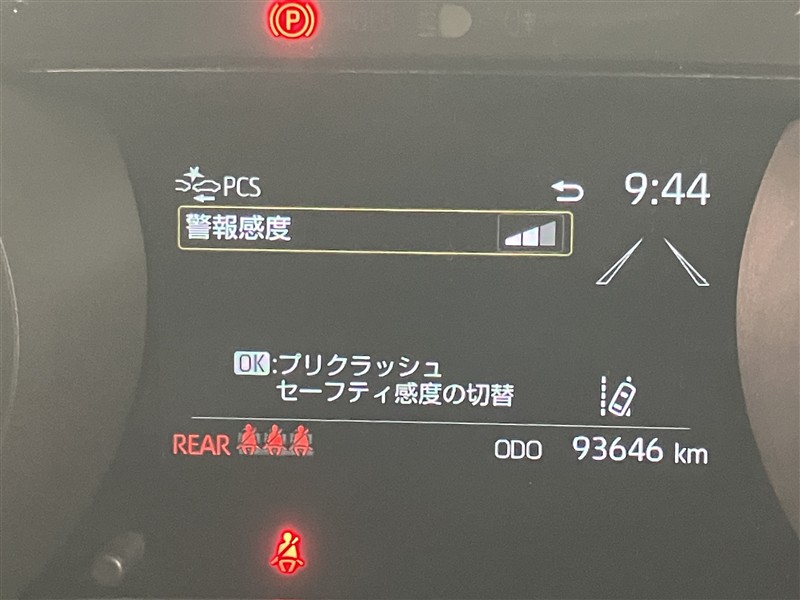 P
PCS
9:44
警報感度
OK:プリクラッシュ
セーフティ感度の切替
REAR
ODO 93646 km